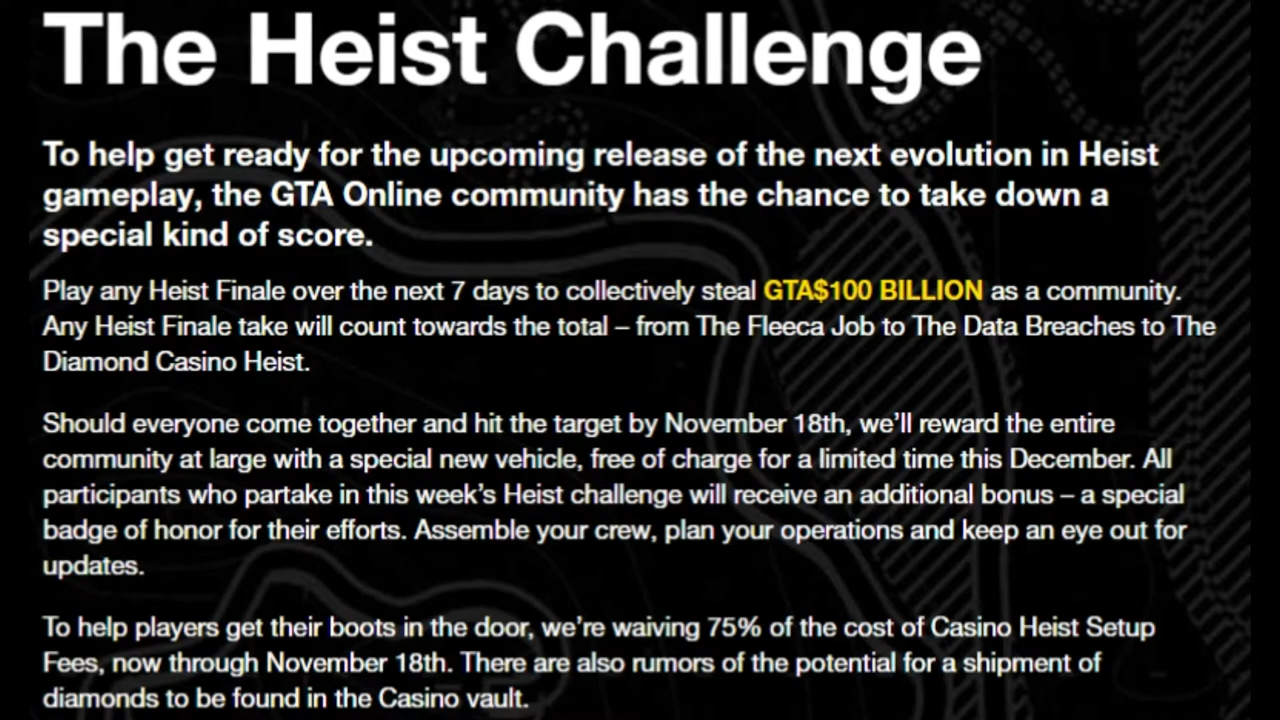 The Heist Challenge
To help get ready for the upcoming release of the next evolution in Heist
gameplay, the GTA Online community has the chance to take down a
special kind of score.
Play any Heist Finale over the next 7 days to collectively steal GTA$100 BILLION as a community.
Any Heist Finale take will count towards the total – from The Fleeca Job to The Data Breaches to The
Diamond Casino Heist.
Should everyone come together and hit the target by November 18th, we’ll reward the entire
community at large with a special new vehicle, free of charge for a limited time this December. All
participants who partake in this week’s Heist challenge will receive an additional bonus – a special
badge of honor for their efforts. Assemble your crew, plan your operations and keep an eye out for
updates.
To help players get their boots in the door, we’re waiving 75% of the cost of Casino Heist Setup
Fees, now through November 18th. There are also rumors of the potential for a shipment of
diamonds to be found in the Casino vault.